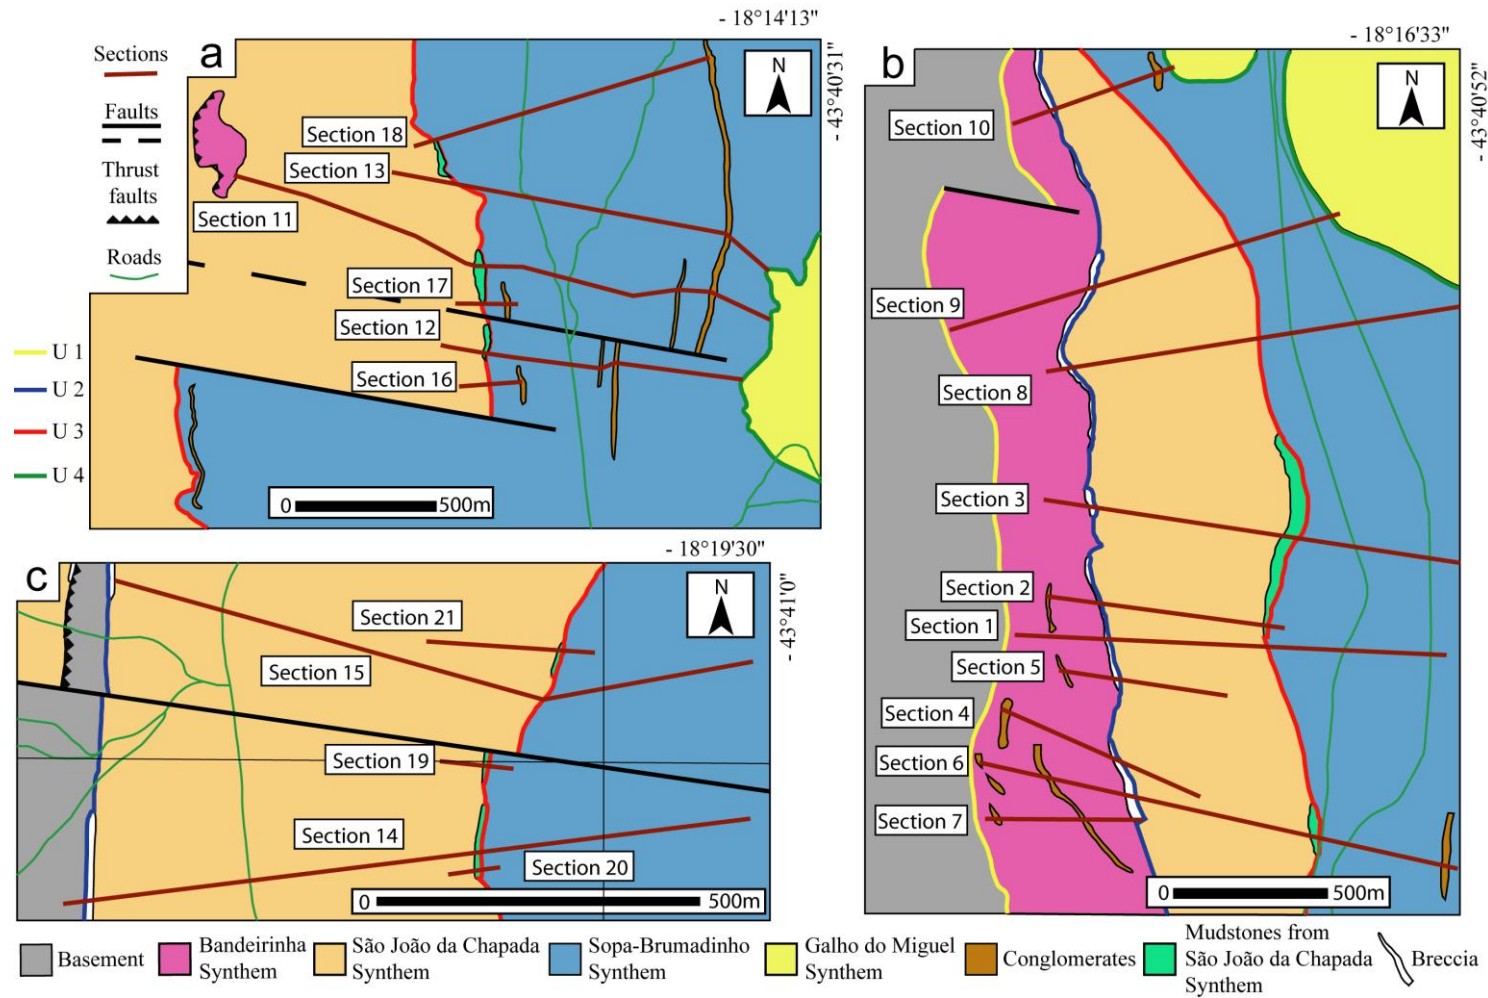 - 18°14'13"
a
Sections
Faults
Thrust
faults
Roads
U 1
U 2
U 3
U 4
N
- 43°40'31"
Section 18
Section 13
Section 11
Section 17
Section 12
Section 16
0 500m
- 18°16'33"
b
N
- 43°40'52"
Section 10
Section 9
Section 8
Section 3
Section 2
Section 1
Section 5
Section 4
Section 6
Section 7
0 500m
- 18°19'30"
c
N
- 43°41'0"
Section 21
Section 15
Section 19
Section 14
Section 20
0 500m
Basement
Bandeirinha
Synthem
São João da Chapada
Synthem
Sopa-Brumadinho
Synthem
Galho do Miguel
Synthem
Conglomerates
Mudstones from
São João da Chapada
Synthem
Breccia